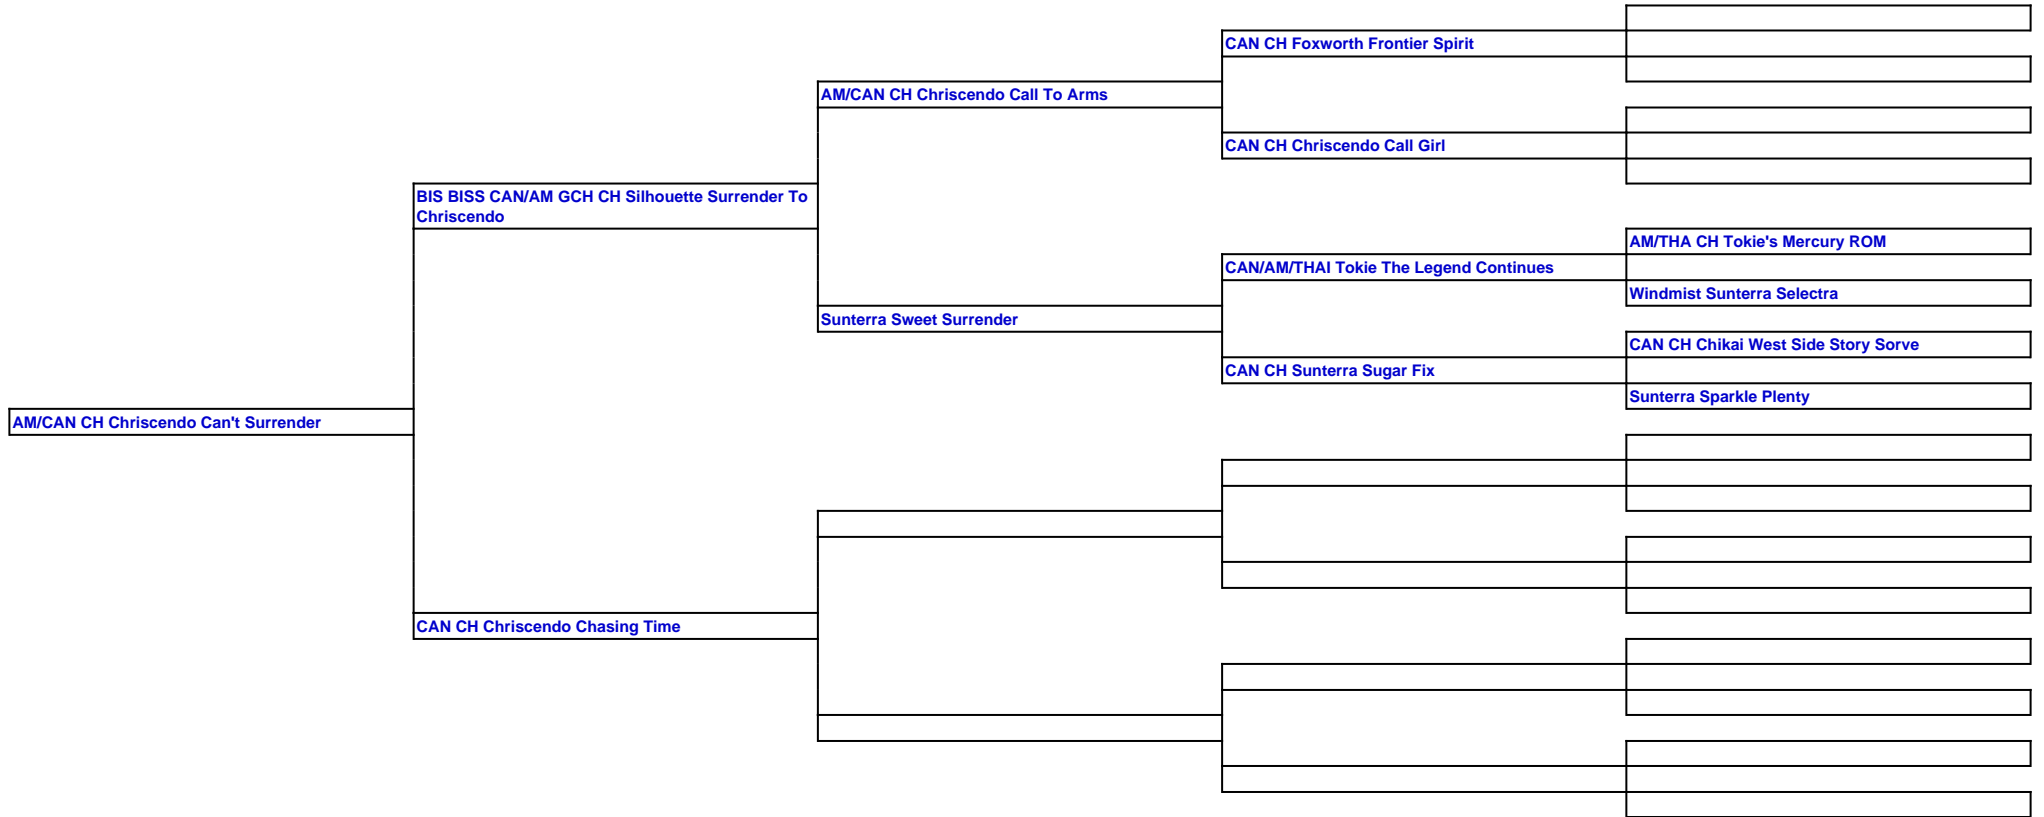 CAN CH Foxworth Frontier Spirit
AM/CAN CH Chriscendo Call To Arms
CAN CH Chriscendo Call Girl
BIS BISS CAN/AM GCH CH Silhouette Surrender To
Chriscendo
AM/THA CH Tokie's Mercury ROM
CAN/AM/THAI Tokie The Legend Continues
Windmist Sunterra Selectra
Sunterra Sweet Surrender
CAN CH Chikai West Side Story Sorve
CAN CH Sunterra Sugar Fix
Sunterra Sparkle Plenty
AM/CAN CH Chriscendo Can't Surrender
CAN CH Chriscendo Chasing Time